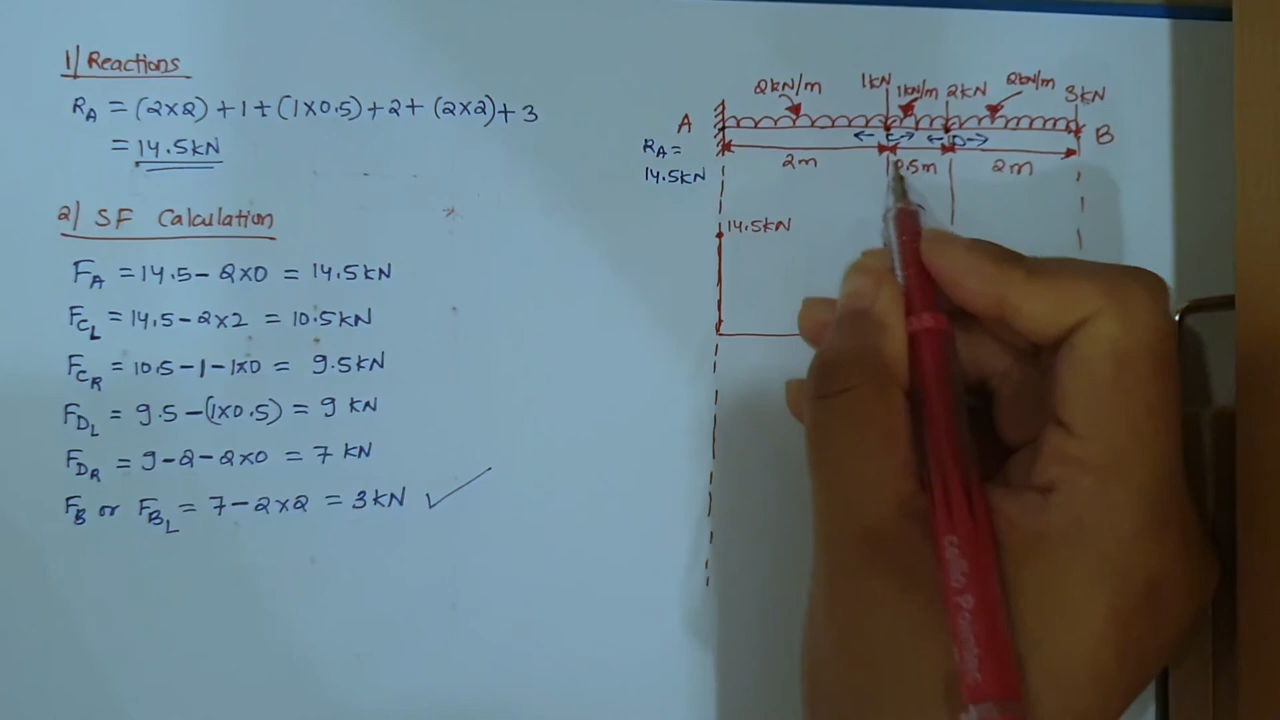 1) Reactions
RA = (2×2) + 1 + (1×0.5) + 2 + (2×2) + 3
= 14.5kN
2) SF Calculation
FA = 14.5 - 2×0 = 14.5kN
FCL = 14.5 - 2×2 = 10.5kN
FCR = 10.5 - 1 - 1×0 = 9.5kN
FDL = 9.5 - (1×0.5) = 9 kN
FDR = 9 - 2 - 2×0 = 7 kN
FB or FBL = 7 - 2×2 = 3kN ✓
2kN/m 1kN 1kN/m 2kN 2kN/m 3kN
A C D B
RA =
14.5kN
2m 0.5m 2m
14.5kN
cello Pointec